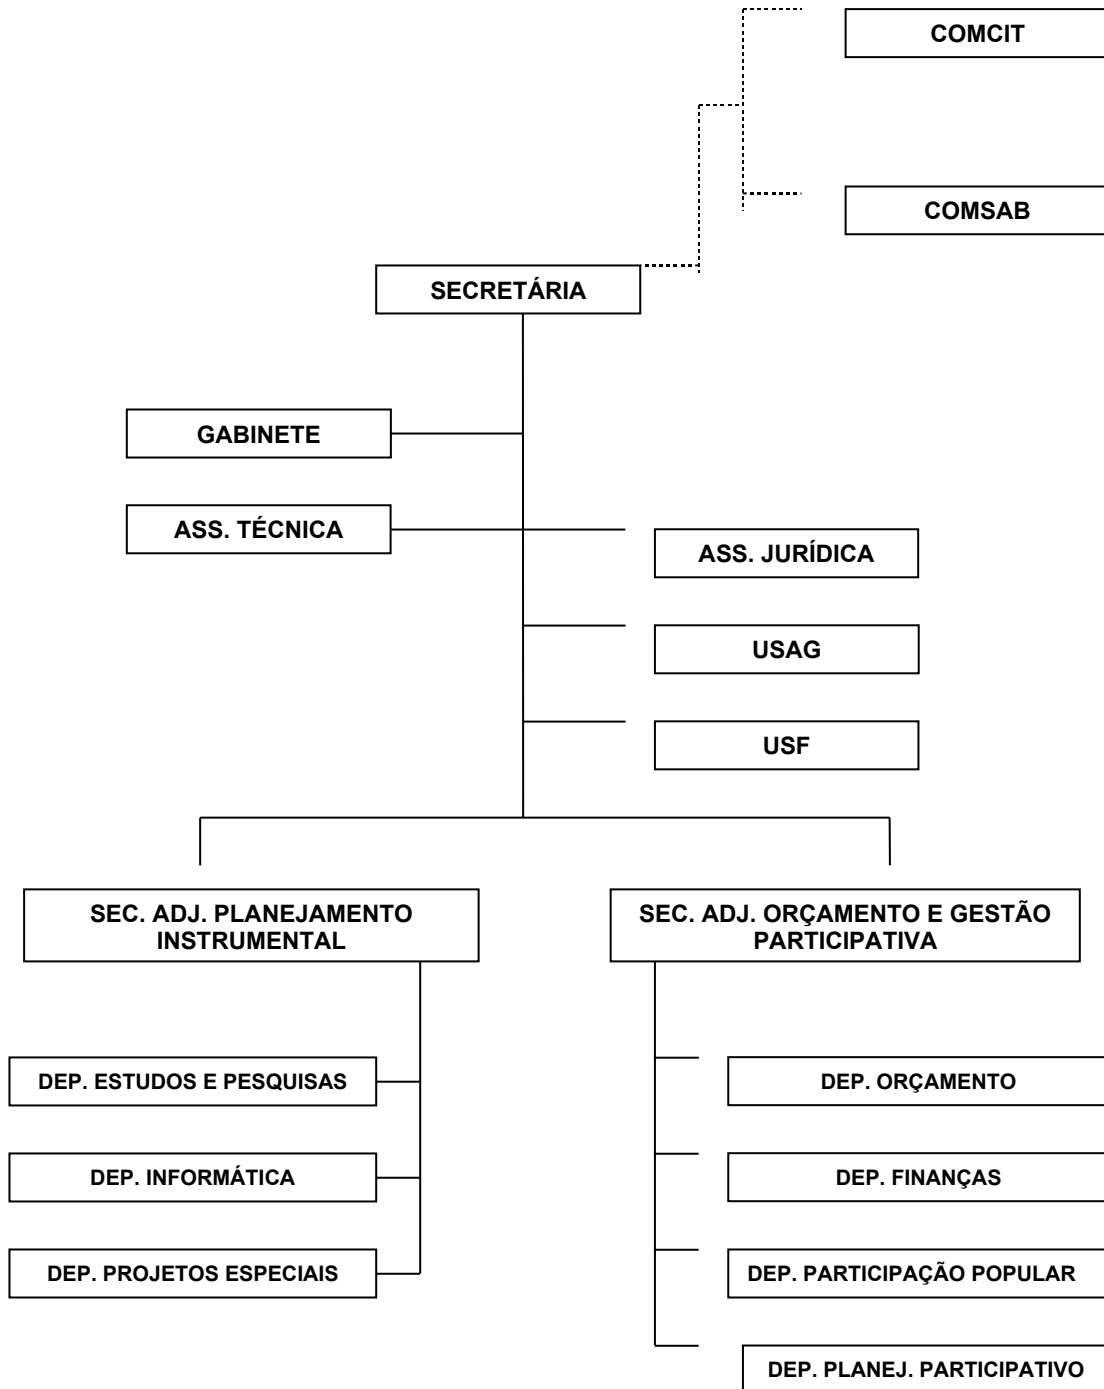 COMCIT
COMSAB
SECRETÁRIA
GABINETE
ASS. TÉCNICA
ASS. JURÍDICA
USAG
USF
SEC. ADJ. PLANEJAMENTO
INSTRUMENTAL
SEC. ADJ. ORÇAMENTO E GESTÃO
PARTICIPATIVA
DEP. ESTUDOS E PESQUISAS
DEP. ORÇAMENTO
DEP. INFORMÁTICA
DEP. FINANÇAS
DEP. PROJETOS ESPECIAIS
DEP. PARTICIPAÇÃO POPULAR
DEP. PLANEJ. PARTICIPATIVO